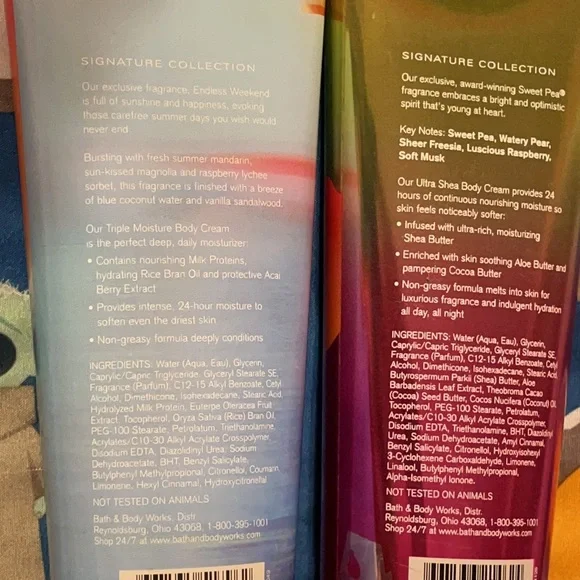 SIGNATURE COLLECTION
Our exclusive fragrance, Endless Weekend
is full of sunshine and happiness, evoking
those carefree summer days you wish would
never end.
Bursting with fresh summer mandarin,
sun-kissed magnolia and raspberry lychee
sorbet, this fragrance is finished with a breeze
of blue coconut water and vanilla sandalwood.
Our Triple Moisture Body Cream
is the perfect deep, daily moisturizer:
• Contains nourishing Milk Proteins,
hydrating Rice Bran Oil and protective Acai
Berry Extract
• Provides intense, 24-hour moisture to
soften even the driest skin
• Non-greasy formula deeply conditions
INGREDIENTS: Water (Aqua, Eau), Glycerin,
Caprylic/Capric Triglyceride, Glyceryl Stearate SE,
Fragrance (Parfum), C12-15 Alkyl Benzoate, Cetyl
Alcohol, Dimethicone, Isohexadecane, Stearic Acid,
Hydrolyzed Milk Protein, Euterpe Oleracea Fruit
Extract, Tocopherol, Oryza Sativa (Rice) Bran Oil,
PEG-100 Stearate, Petrolatum, Triethanolamine,
Acrylates/C10-30 Alkyl Acrylate Crosspolymer,
Disodium EDTA, Diazolidinyl Urea, Sodium
Dehydroacetate, BHT, Benzyl Salicylate,
Butylphenyl Methylpropional, Citronellol, Coumarin,
Limonene, Hexyl Cinnamal, Hydroxycitronellal
NOT TESTED ON ANIMALS
Bath & Body Works, Distr.
Reynoldsburg, Ohio 43068, 1-800-395-1001
Shop 24/7 at www.bathandbodyworks.com
SIGNATURE COLLECTION
Our exclusive, award-winning Sweet Pea®
fragrance embraces a bright and optimistic
spirit that's young at heart.
Key Notes: Sweet Pea, Watery Pear,
Sheer Freesia, Luscious Raspberry,
Soft Musk
Our Ultra Shea Body Cream provides 24
hours of continuous nourishing moisture so
skin feels noticeably softer:
• Infused with ultra-rich, moisturizing
Shea Butter
• Enriched with skin soothing Aloe Butter and
pampering Cocoa Butter
• Non-greasy formula melts into skin for
luxurious fragrance and indulgent hydration
all day, all night
INGREDIENTS: Water (Aqua, Eau), Glycerin,
Caprylic/Capric Triglyceride, Glyceryl Stearate SE,
Fragrance (Parfum), C12-15 Alkyl Benzoate, Cetyl
Alcohol, Dimethicone, Isohexadecane, Stearic Acid,
Butyrospermum Parkii (Shea) Butter, Aloe
Barbadensis Leaf Extract, Theobroma Cacao
(Cocoa) Seed Butter, Cocos Nucifera (Coconut) Oil,
Tocopherol, PEG-100 Stearate, Petrolatum,
Acrylates/C10-30 Alkyl Acrylate Crosspolymer,
Disodium EDTA, Triethanolamine, BHT, Diazolidinyl
Urea, Sodium Dehydroacetate, Amyl Cinnamal,
Benzyl Salicylate, Citronellol, Hydroxyisohexyl
3-Cyclohexene Carboxaldehyde, Limonene,
Linalool, Butylphenyl Methylpropional,
Alpha-Isomethyl Ionone.
NOT TESTED ON ANIMALS
Bath & Body Works, Distr.
Reynoldsburg, Ohio 43068, 1-800-395-1001
Shop 24/7 at www.bathandbodyworks.com